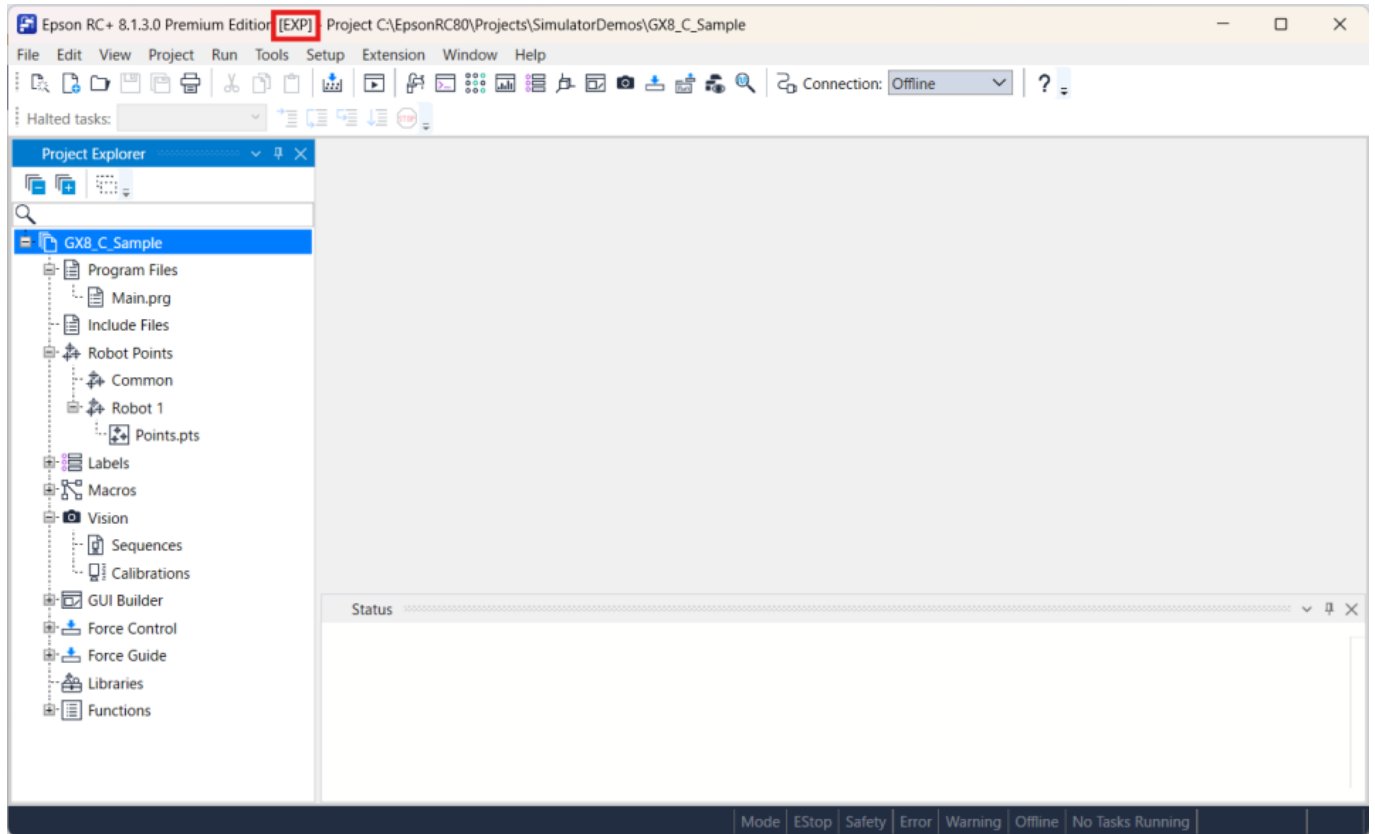 Epson RC+ 8.1.3.0 Premium Edition [EXP] - Project C:\EpsonRC80\Projects\SimulatorDemos\GX8_C_Sample
File Edit View Project Run Tools Setup Extension Window Help
Connection: Offline ?
Halted tasks: STOP
Project Explorer
GX8_C_Sample
Program Files
Main.prg
Include Files
Robot Points
Common
Robot 1
Points.pts
Labels
Macros
Vision
Sequences
Calibrations
GUI Builder
Force Control
Force Guide
Libraries
Functions
Status
Mode EStop Safety Error Warning Offline No Tasks Running